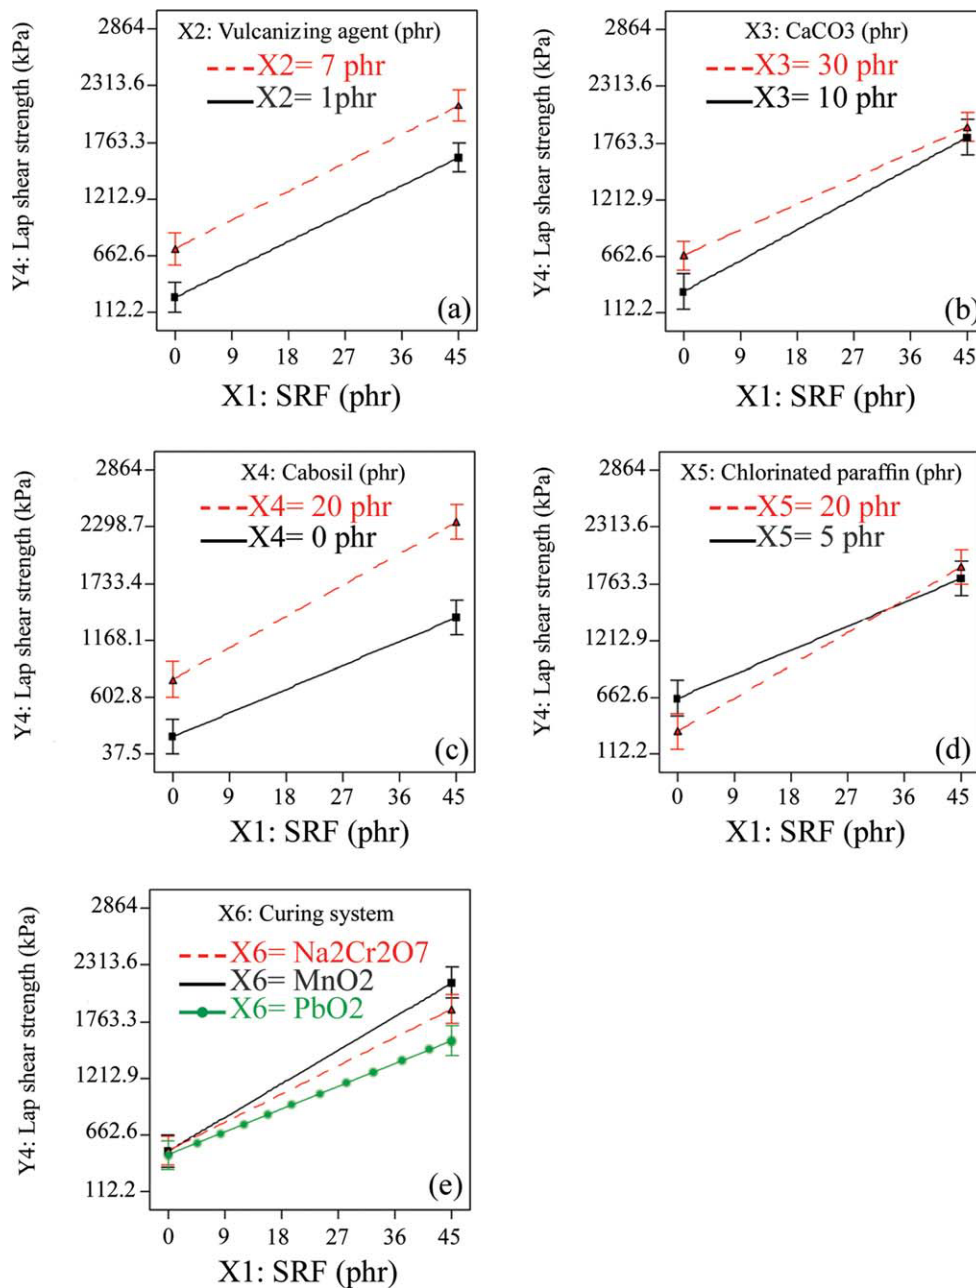 Y4: Lap shear strength (kPa)
X2: Vulcanizing agent (phr)
X2= 7 phr
X2= 1phr
2864
2313.6
1763.3
1212.9
662.6
112.2
(a)
0 9 18 27 36 45
X1: SRF (phr)
Y4: Lap shear strength (kPa)
X3: CaCO3 (phr)
X3= 30 phr
X3= 10 phr
2864
2313.6
1763.3
1212.9
662.6
112.2
(b)
0 9 18 27 36 45
X1: SRF (phr)
Y4: Lap shear strength (kPa)
X4: Cabosil (phr)
X4= 20 phr
X4= 0 phr
2864
2298.7
1733.4
1168.1
602.8
37.5
(c)
0 9 18 27 36 45
X1: SRF (phr)
Y4: Lap shear strength (kPa)
X5: Chlorinated paraffin (phr)
X5= 20 phr
X5= 5 phr
2864
2313.6
1763.3
1212.9
662.6
112.2
(d)
0 9 18 27 36 45
X1: SRF (phr)
Y4: Lap shear strength (kPa)
X6: Curing system
X6= Na2Cr2O7
X6= MnO2
X6= PbO2
2864
2313.6
1763.3
1212.9
662.6
112.2
(e)
0 9 18 27 36 45
X1: SRF (phr)